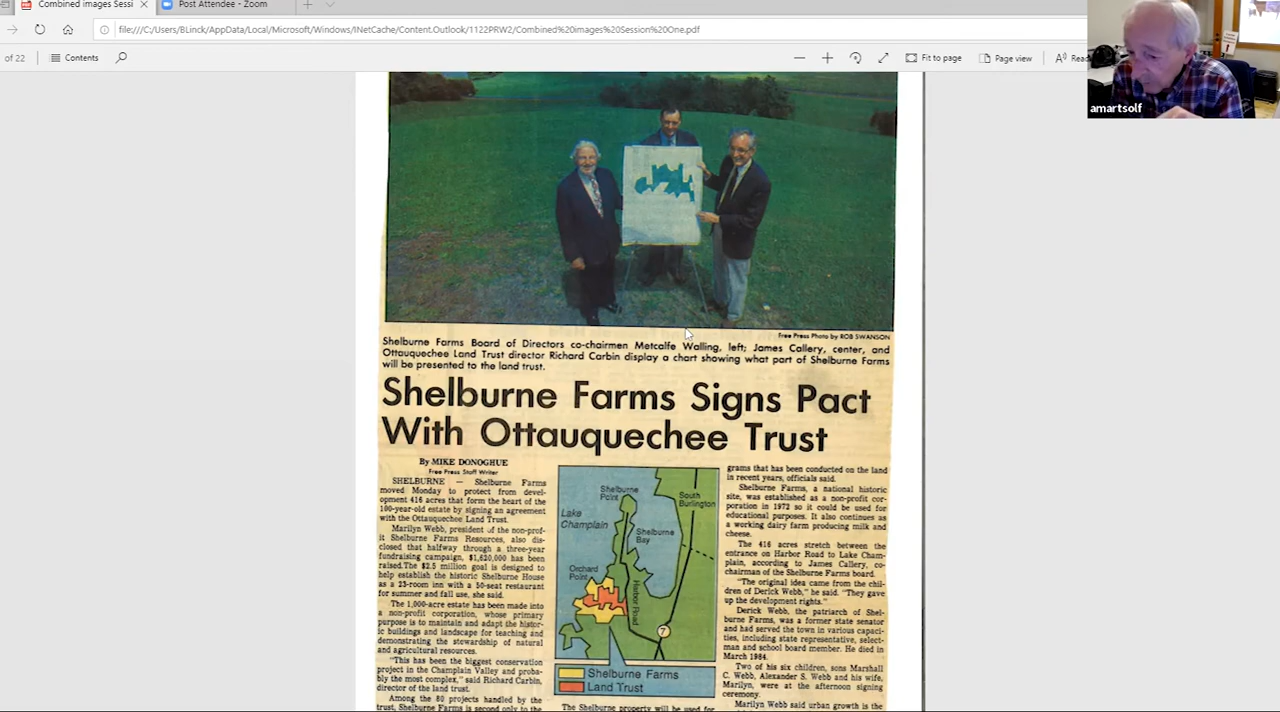 Combined images Sessi
Post Attendee - Zoom
file:///C:/Users/BLinck/AppData/Local/Microsoft/Windows/INetCache/Content.Outlook/1122PRW2/Combined%20images%20Session%20One.pdf
of 22
Contents
Fit to page
Page view
Rea
amartsolf
Free Press Photo by ROB SWANSON
Shelburne Farms Board of Directors co-chairmen Metcalfe Walling, left; James Callery, center, and
Ottauquechee Land Trust director Richard Carbin display a chart showing what part of Shelburne Farms
will be presented to the land trust.
Shelburne Farms Signs Pact
With Ottauquechee Trust
By MIKE DONOGHUE
Free Press Staff Writer
SHELBURNE — Shelburne Farms
moved Monday to protect from devel-
opment 416 acres that form the heart of the
100-year-old estate by signing an agreement
with the Ottauquechee Land Trust.
Marilyn Webb, president of the non-prof-
it Shelburne Farms Resources, also dis-
closed that halfway through a three-year
fundraising campaign, $1,620,000 has been
raised.The $2.5 million goal is designed to
help establish the historic Shelburne House
as a 25-room inn with a 50-seat restaurant
for summer and fall use, she said.
The 1,000-acre estate has been made into
a non-profit corporation, whose primary
purpose is to maintain and adapt the histor-
ic buildings and landscape for teaching and
demonstrating the stewardship of natural
and agricultural resources.
"This has been the biggest conservation
project in the Champlain Valley and proba-
bly the most complex," said Richard Carbin,
director of the land trust.
Among the 80 projects handled by the
trust, Shelburne Farms is second only to the
Shelburne
Point
South
Burlington
Lake
Champlain
Shelburne
Bay
Orchard
Point
Harbor Road
7
Shelburne Farms
Land Trust
The Shelburne property will be used for
grams that has been conducted on the land
in recent years, officials said.
Shelburne Farms, a national historic
site, was established as a non-profit cor-
poration in 1972 so it could be used for
educational purposes. It also continues as
a working dairy farm producing milk and
cheese.
The 416 acres stretch between the
entrance on Harbor Road to Lake Cham-
plain, according to James Callery, co-
chairman of the Shelburne Farms board.
"The original idea came from the chil-
dren of Derick Webb," he said. "They gave
up the development rights."
Derick Webb, the patriarch of Shel-
burne Farms, was a former state senator
and had served the town in various capaci-
ties, including state representative, select-
man and school board member. He died in
March 1984.
Two of his six children, sons Marshall
C. Webb, Alexander S. Webb and his wife,
Marilyn, were at the afternoon signing
ceremony.
Marilyn Webb said urban growth is the